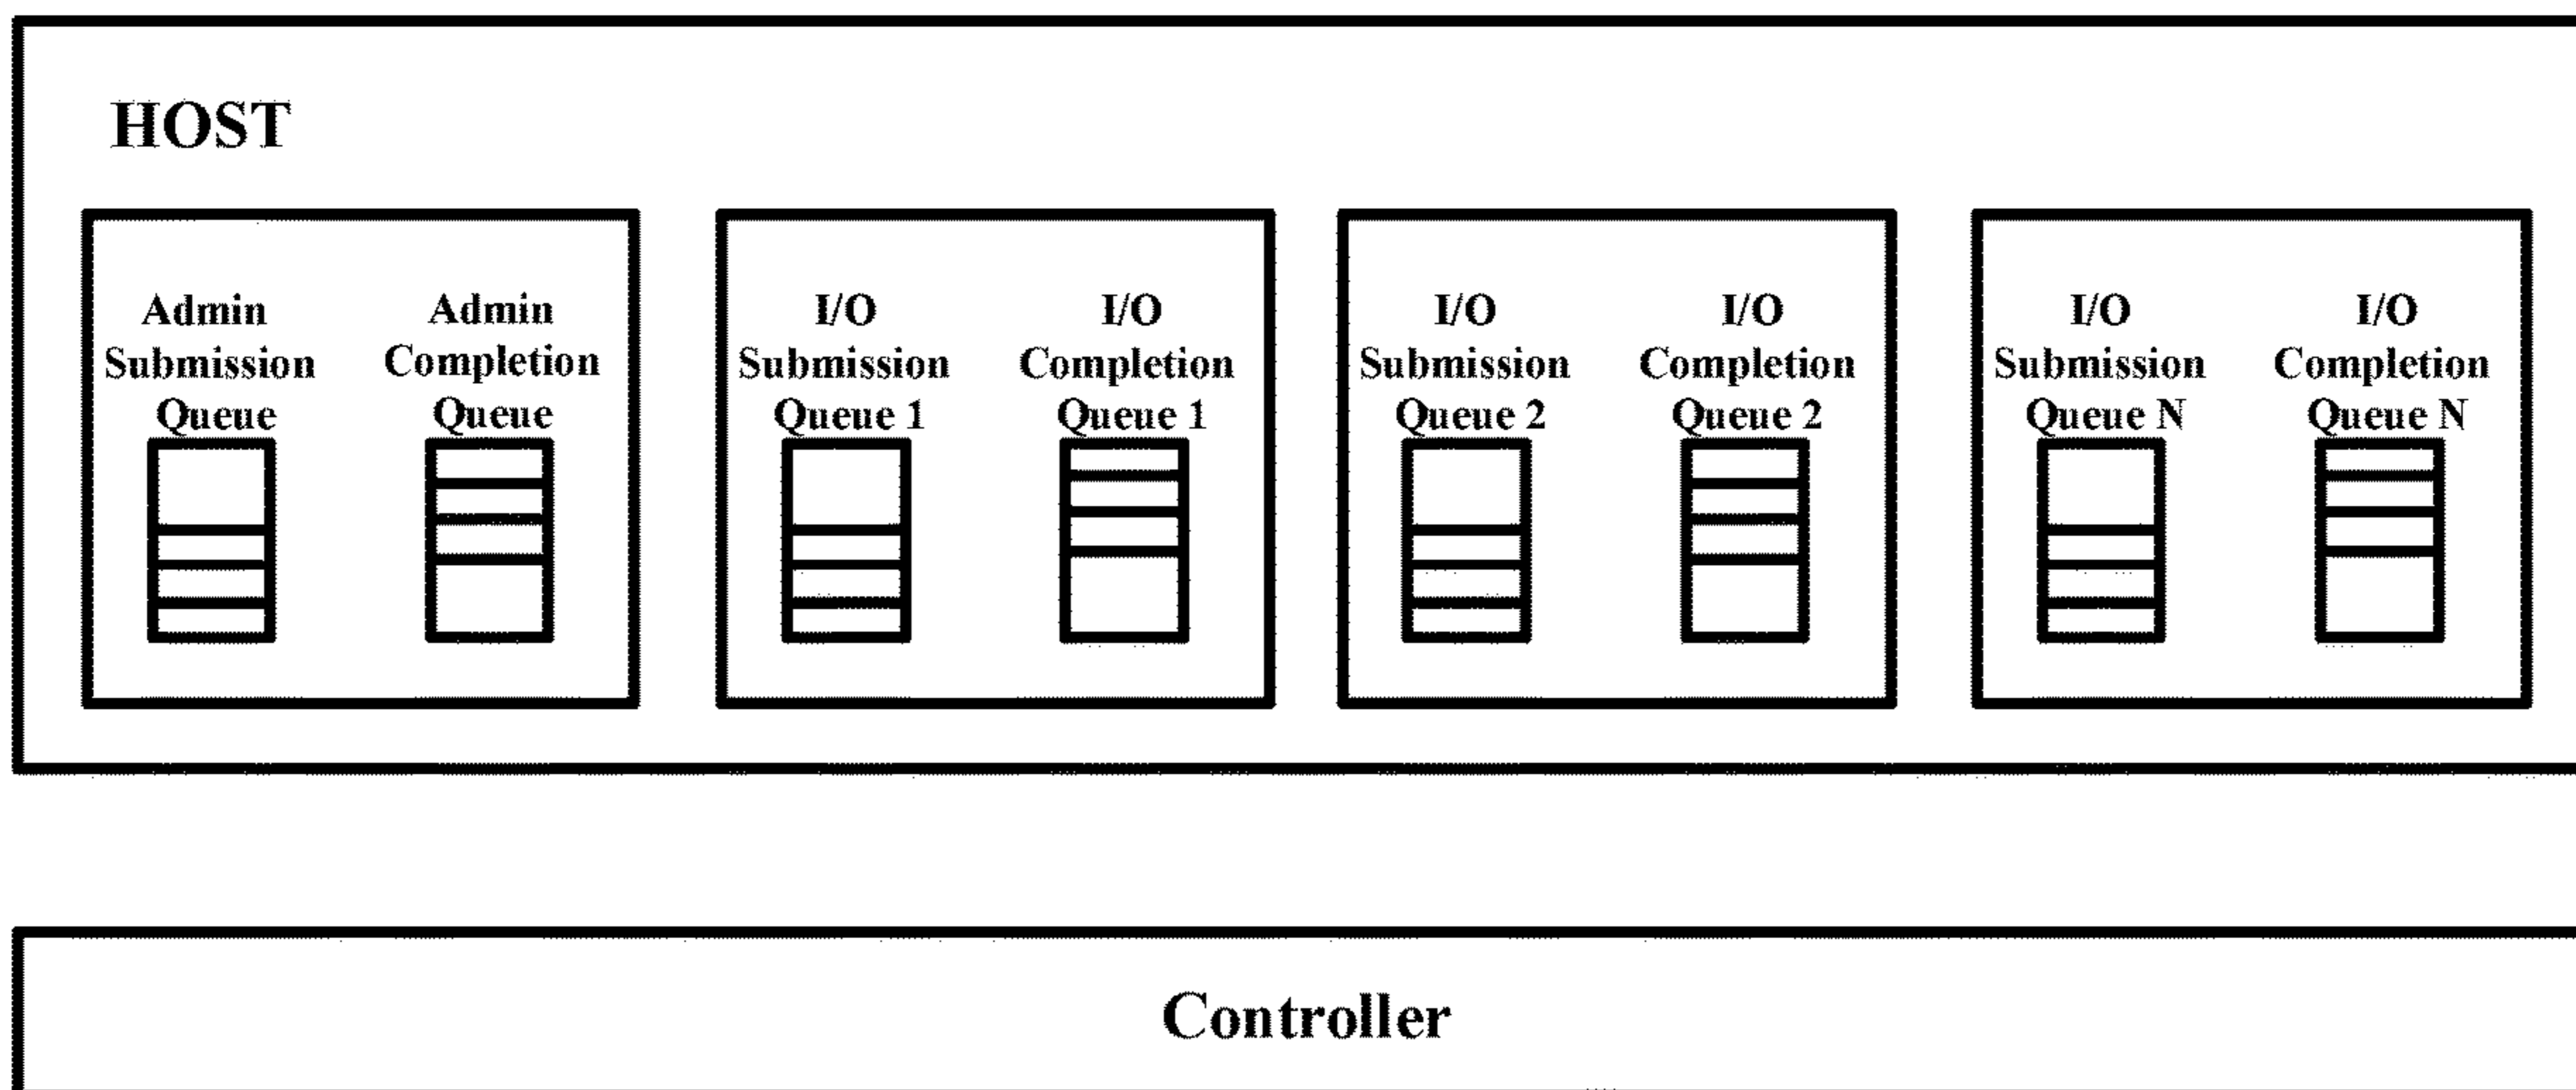 HOST
Admin
Submission
Queue
Admin
Completion
Queue
I/O
Submission
Queue 1
I/O
Completion
Queue 1
I/O
Submission
Queue 2
I/O
Completion
Queue 2
I/O
Submission
Queue N
I/O
Completion
Queue N
Controller